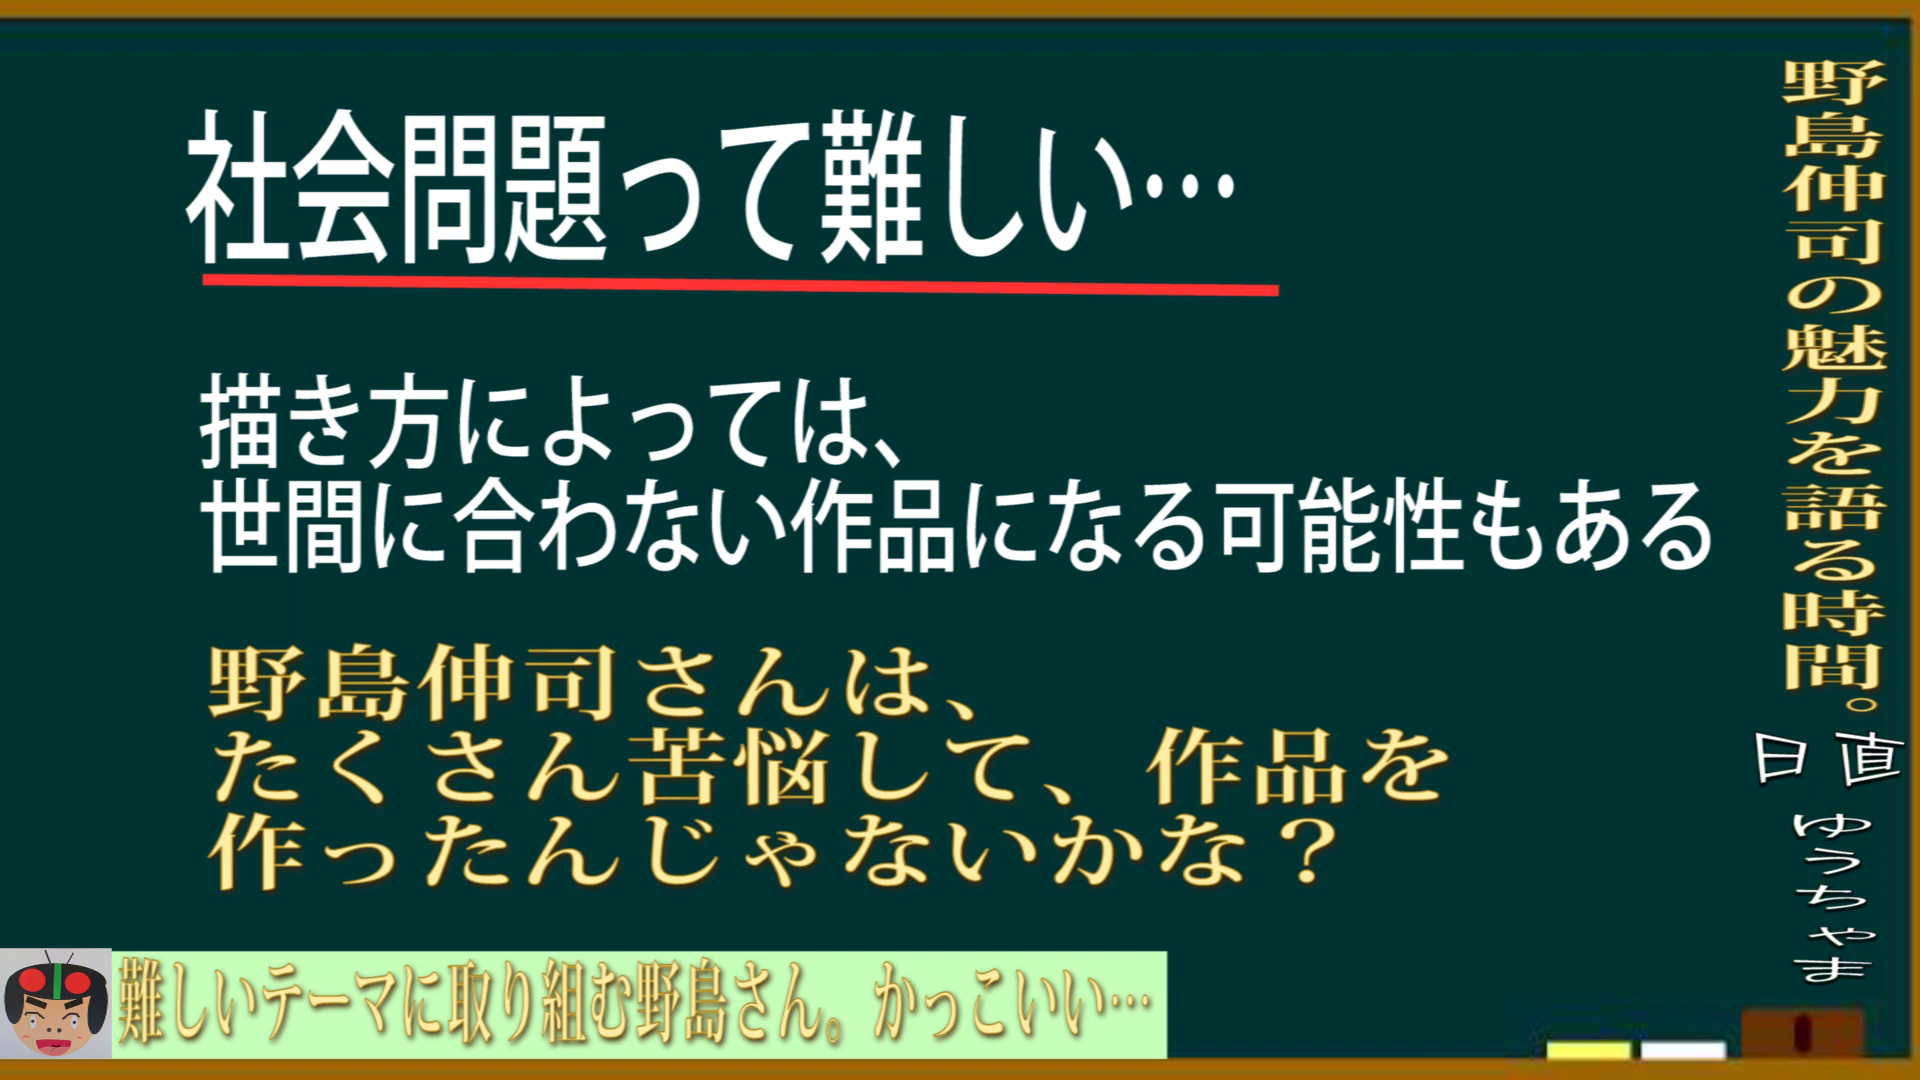 社会問題って難しい…
描き方によっては、
世間に合わない作品になる可能性もある
野島伸司さんは、
たくさん苦悩して、作品を
作ったんじゃないかな？
難しいテーマに取り組む野島さん。かっこいい…
野島伸司の魅力を語る時間。
日直
ゆうちゃま